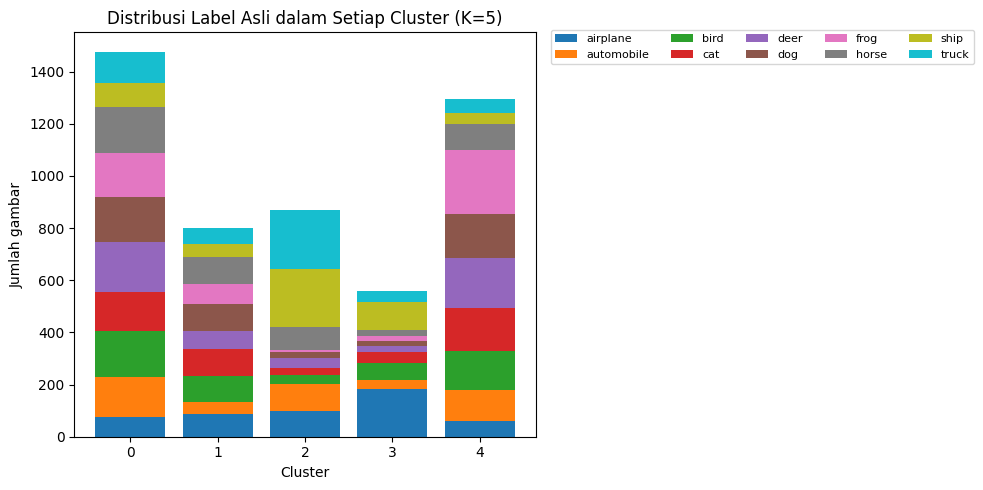 Distribusi Label Asli dalam Setiap Cluster (K=5)
airplane bird deer frog ship
automobile cat dog horse truck
Jumlah gambar
1400
1200
1000
800
600
400
200
0
0 1 2 3 4
Cluster